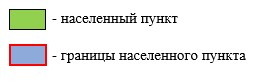 - населенный пункт
- границы населенного пункта